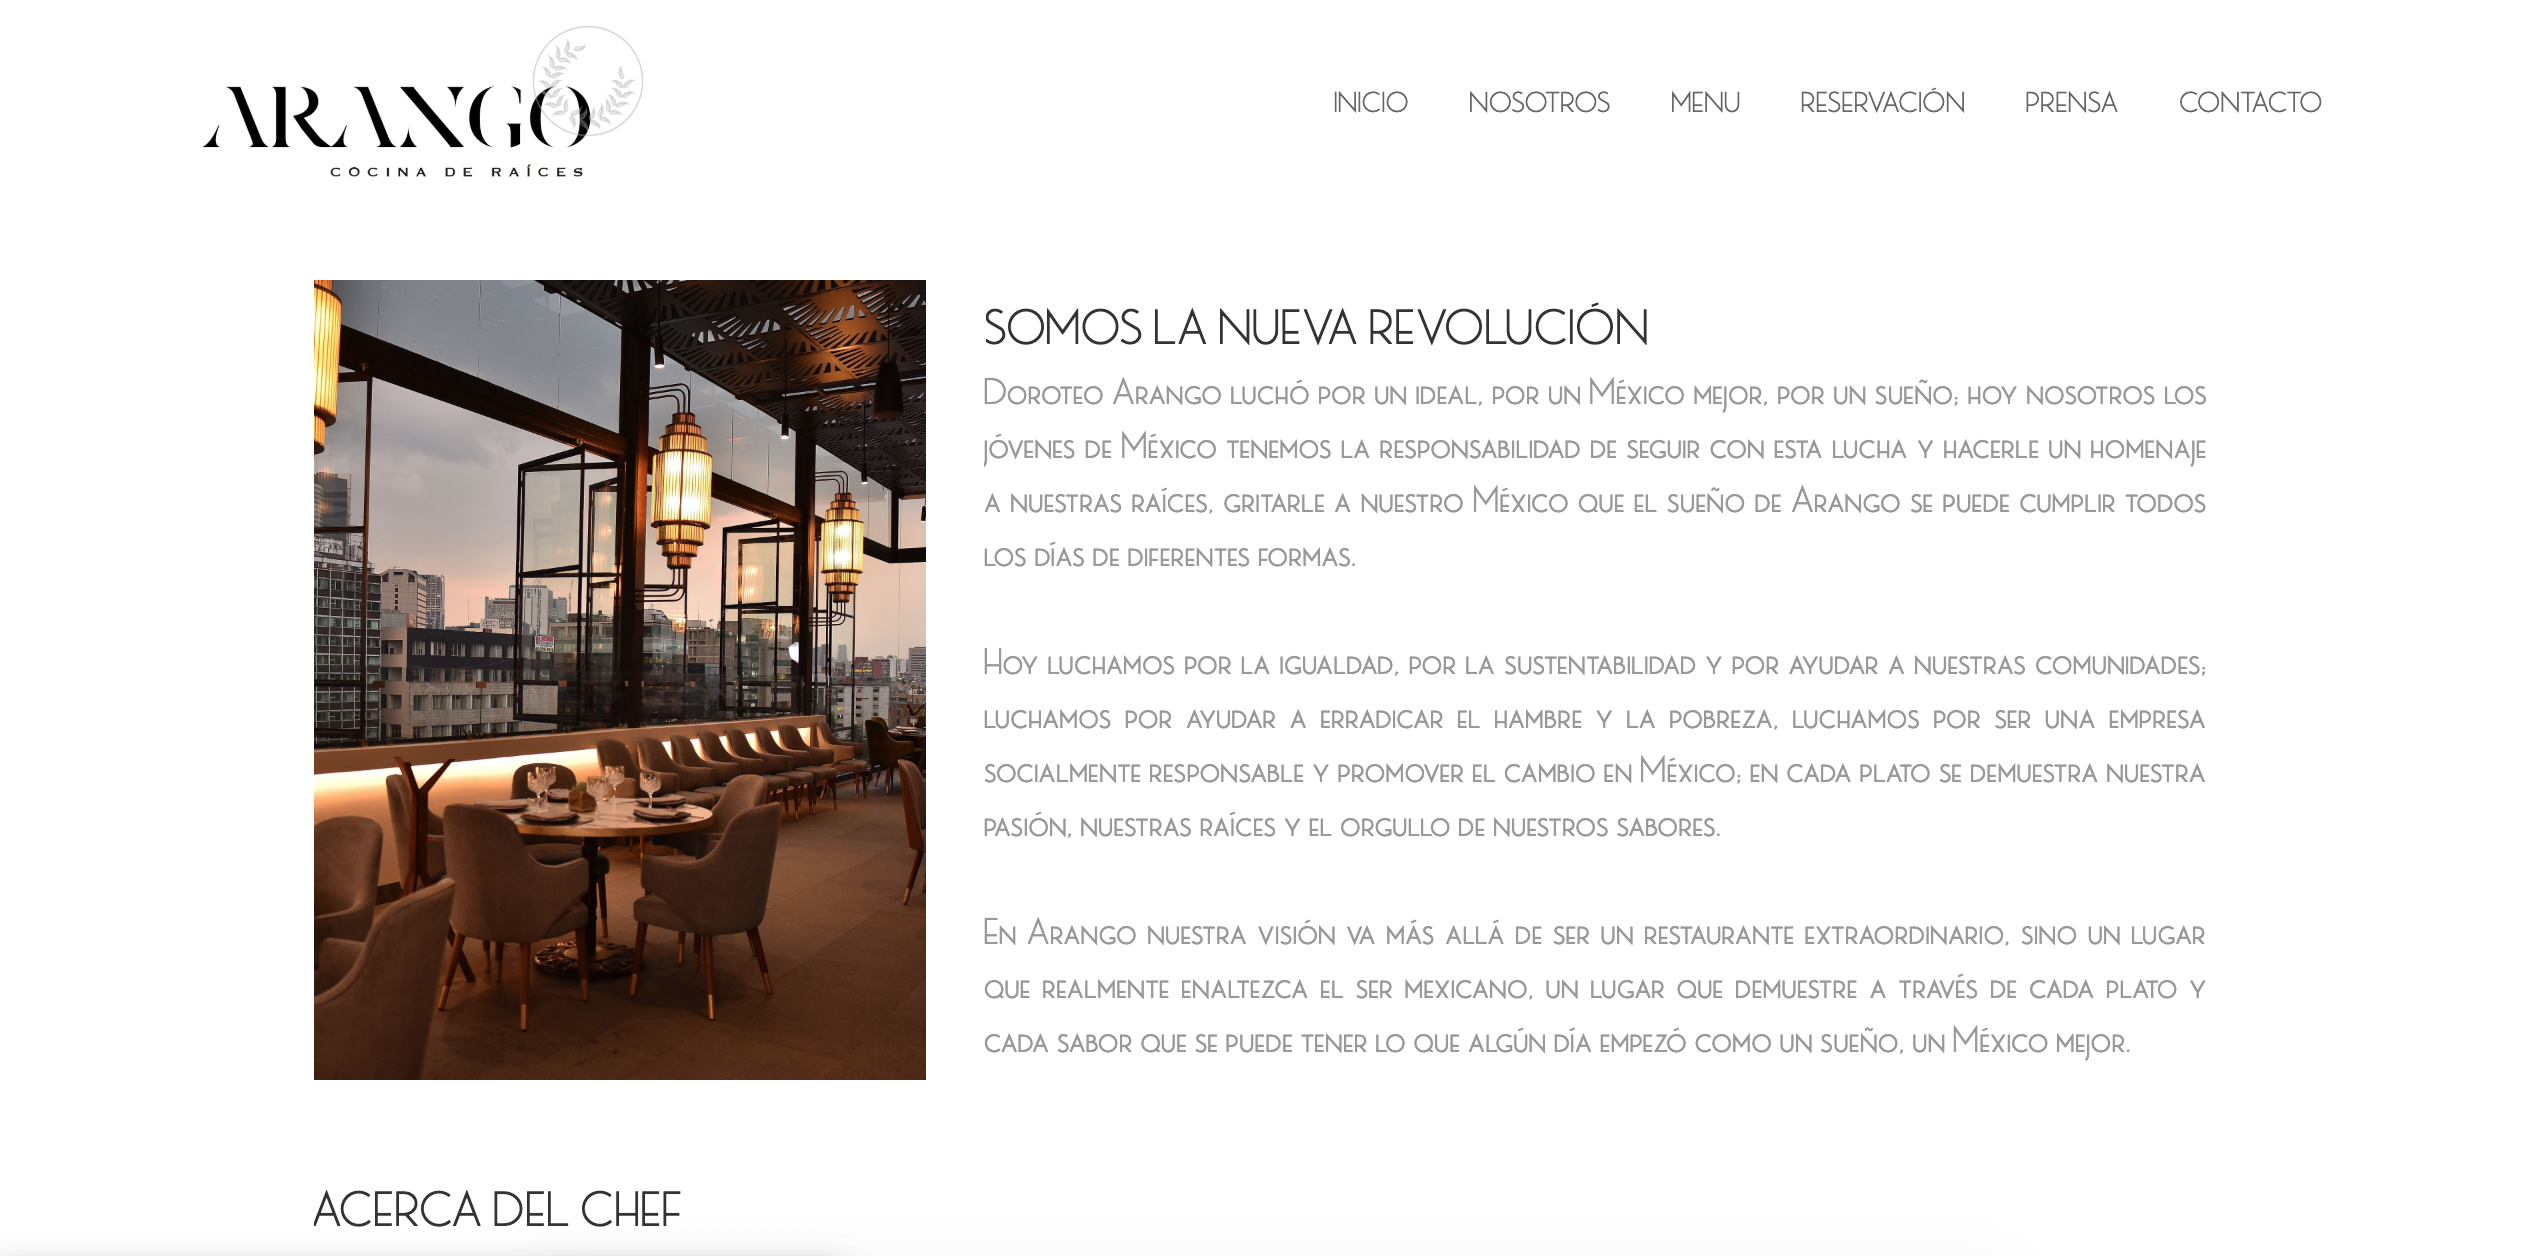 ARANGO
COCINA DE RAÍCES
INICIO NOSOTROS MENU RESERVACIÓN PRENSA CONTACTO
SOMOS LA NUEVA REVOLUCIÓN
Doroteo Arango luchó por un ideal, por un México mejor, por un sueño; hoy nosotros los
jóvenes de México tenemos la responsabilidad de seguir con esta lucha y hacerle un homenaje
a nuestras raíces, gritarle a nuestro México que el sueño de Arango se puede cumplir todos
los días de diferentes formas.
Hoy luchamos por la igualdad, por la sustentabilidad y por ayudar a nuestras comunidades;
luchamos por ayudar a erradicar el hambre y la pobreza, luchamos por ser una empresa
socialmente responsable y promover el cambio en México; en cada plato se demuestra nuestra
pasión, nuestras raíces y el orgullo de nuestros sabores.
En Arango nuestra visión va más allá de ser un restaurante extraordinario, sino un lugar
que realmente enaltezca el ser mexicano, un lugar que demuestre a través de cada plato y
cada sabor que se puede tener lo que algún día empezó como un sueño, un México mejor.
ACERCA DEL CHEF